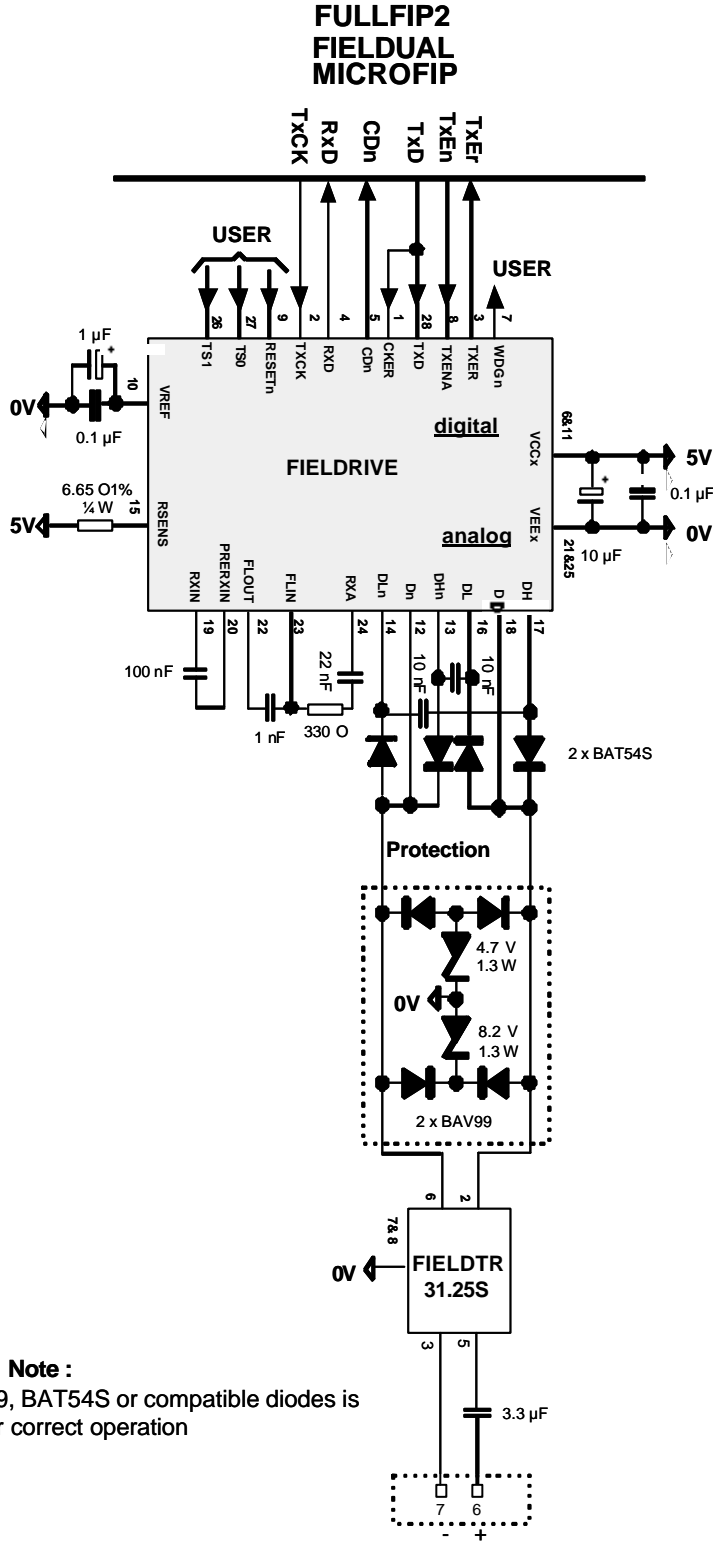 FULLFIP2
FIELDUAL
MICROFIP
TxCK
RxD
CDn
TxD
TxEn
TxEr
USER
USER
26
27
9
2
4
5
1
28
8
3
7
TS1
TS0
RESETn
TXCK
RXD
CDn
CKER
TXD
TXENA
TXER
WDGn
1 µF
+
10
VREF
0V
0.1 µF
digital
6&11
VCCx
5V
+
0.1 µF
FIELDRIVE
6.65 O1%
¼ W
15
RSENS
5V
analog
VEEx
0V
21&25
10 µF
RXIN
PRERXIN
FLOUT
FLIN
RXA
DLn
Dn
DHn
DL
D
D
DH
19
20
22
23
24
14
12
13
16
18
17
100 nF
1 nF
330 O
22 nF
10 nF
10 nF
2 x BAT54S
Protection
4.7 V
1.3 W
0V
8.2 V
1.3 W
2 x BAV99
6
2
7& 8
0V
FIELDTR
31.25S
3
5
Note :
9, BAT54S or compatible diodes is
r correct operation
3.3 µF
7
6
-
+